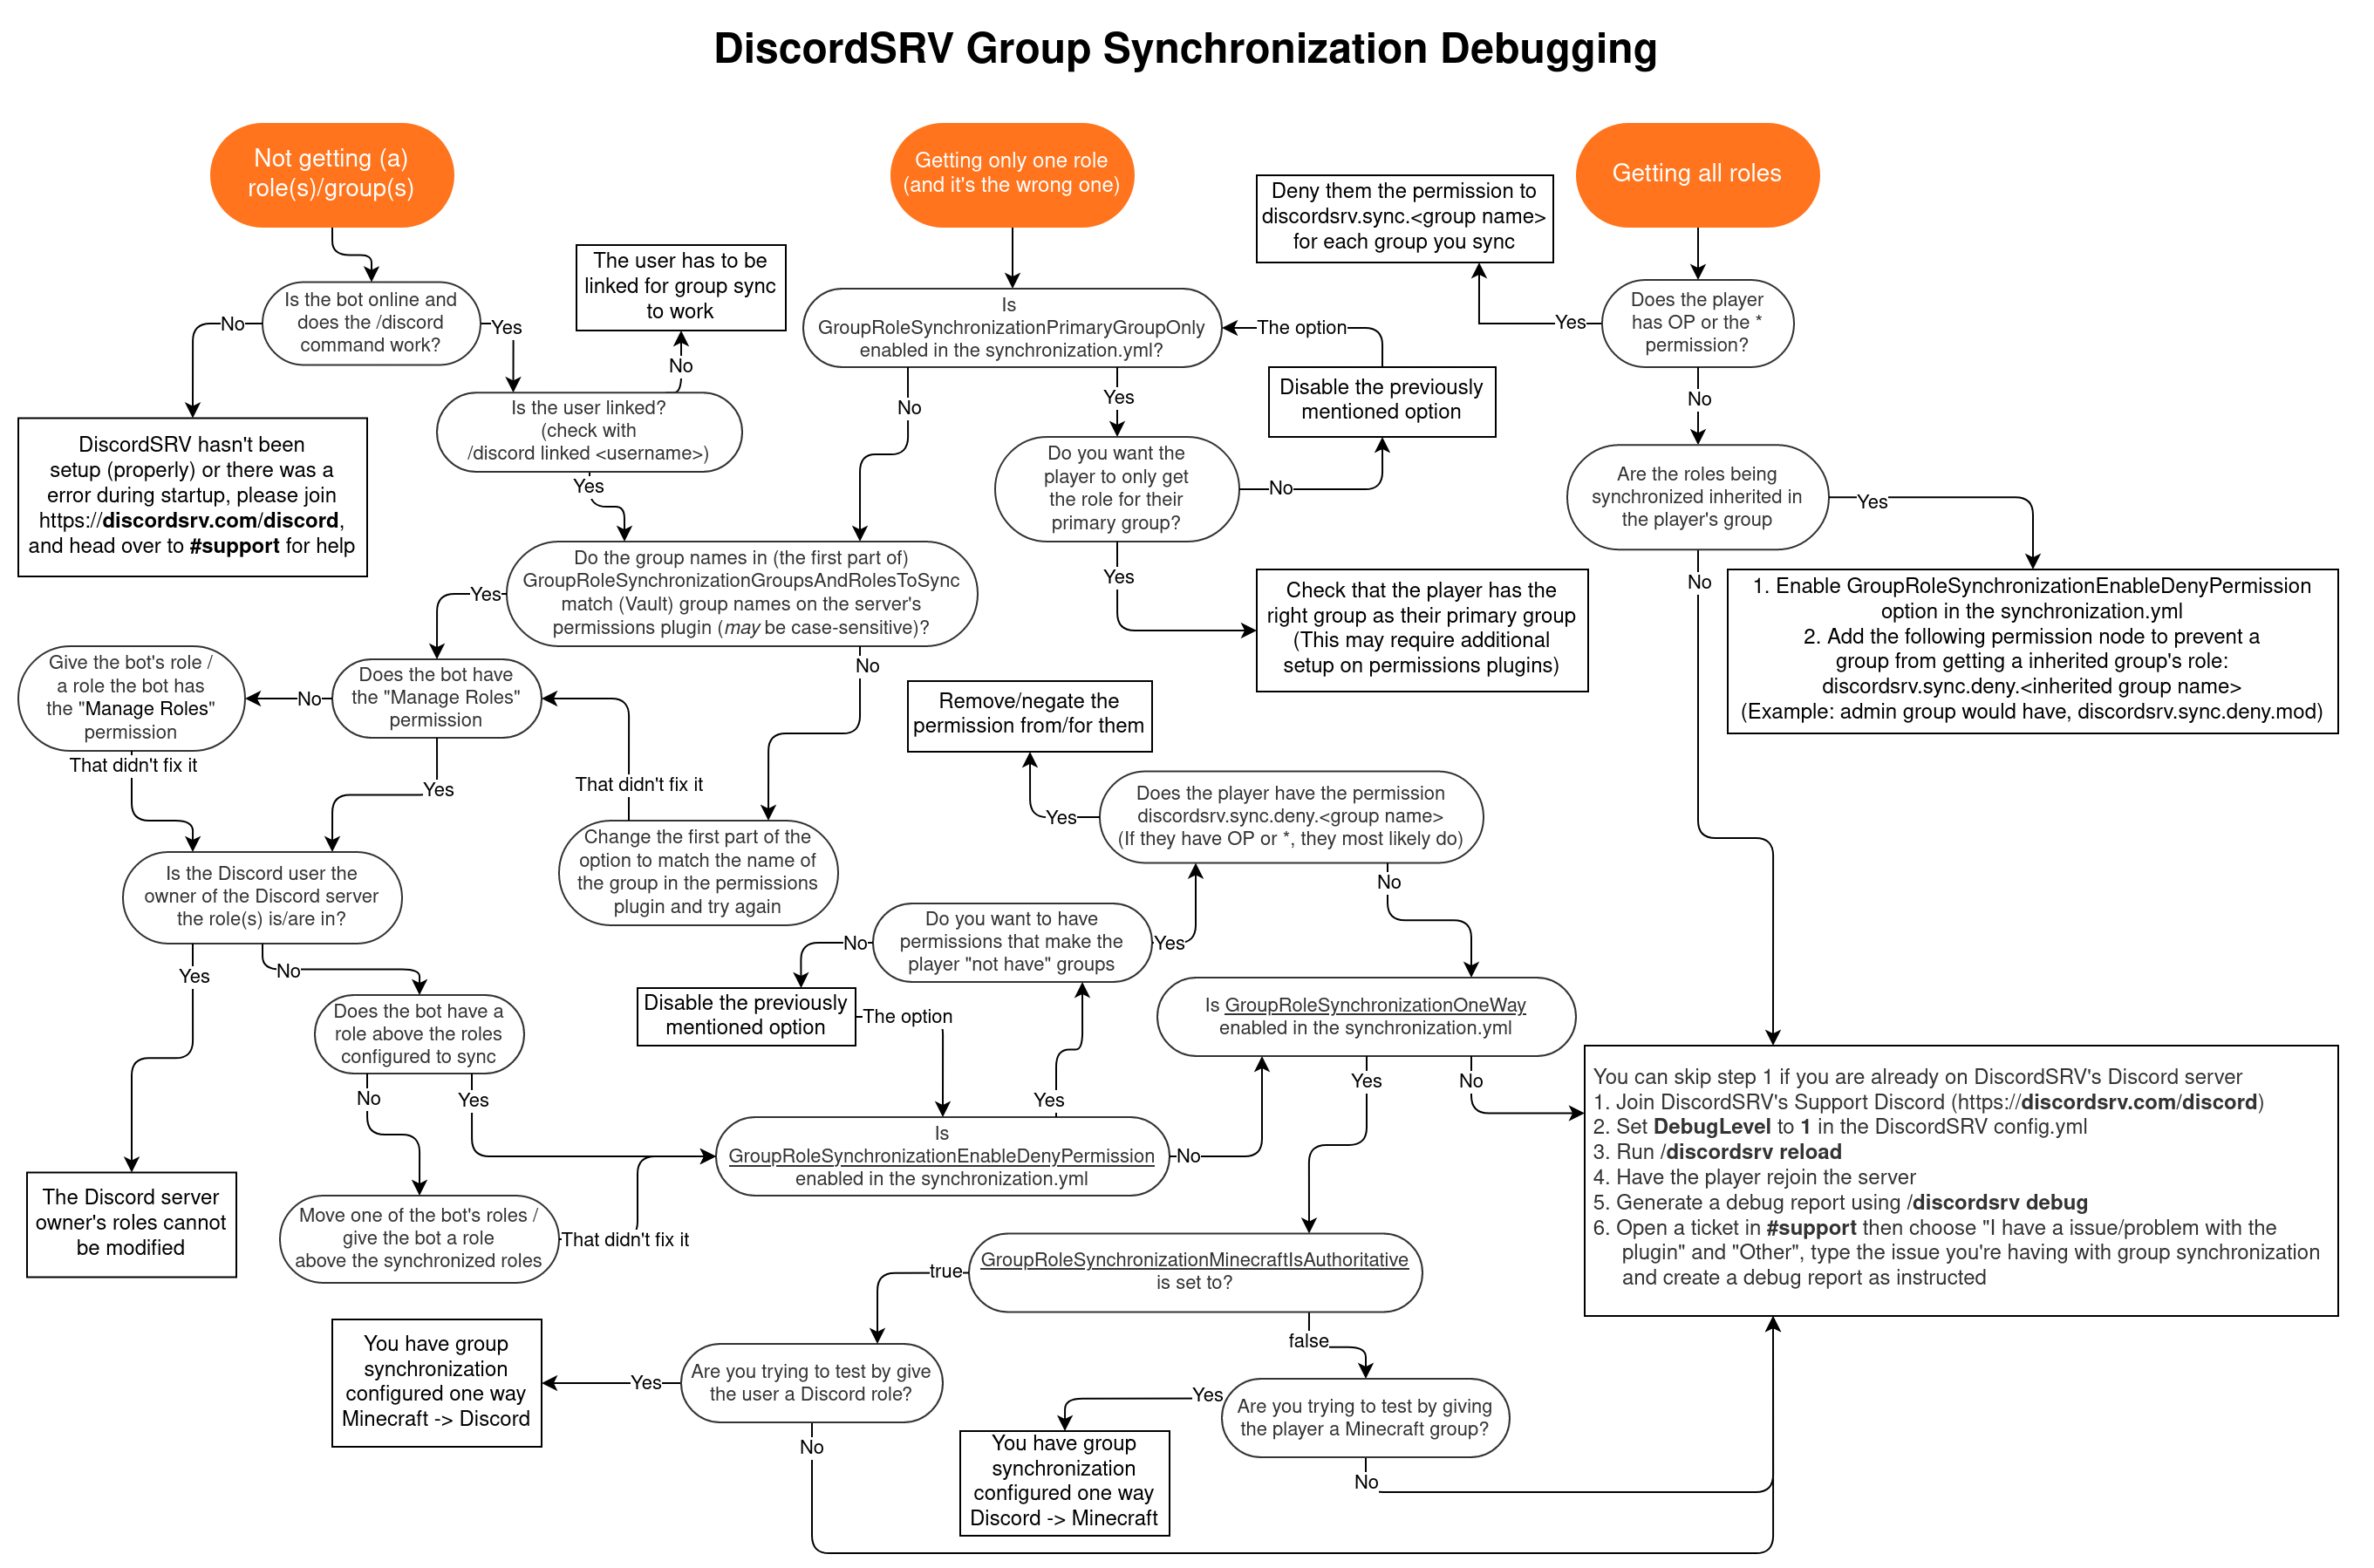 DiscordSRV Group Synchronization Debugging
Not getting (a)
role(s)/group(s)
Getting only one role
(and it's the wrong one)
Getting all roles
Deny them the permission to
discordsrv.sync.<group name>
for each group you sync
Is the bot online and
does the /discord
command work?
No
Yes
The user has to be
linked for group sync
to work
No
Is
GroupRoleSynchronizationPrimaryGroupOnly
enabled in the synchronization.yml?
The option
Yes
Does the player
has OP or the *
permission?
Disable the previously
mentioned option
No
Yes
No
DiscordSRV hasn't been
setup (properly) or there was a
error during startup, please join
https://discordsrv.com/discord,
and head over to #support for help
Is the user linked?
(check with
/discord linked <username>)
Yes
Do you want the
player to only get
the role for their
primary group?
No
Yes
Are the roles being
synchronized inherited in
the player's group
Yes
No
Do the group names in (the first part of)
GroupRoleSynchronizationGroupsAndRolesToSync
match (Vault) group names on the server's
permissions plugin (may be case-sensitive)?
Yes
No
Check that the player has the
right group as their primary group
(This may require additional
setup on permissions plugins)
1. Enable GroupRoleSynchronizationEnableDenyPermission
option in the synchronization.yml
2. Add the following permission node to prevent a
group from getting a inherited group's role:
discordsrv.sync.deny.<inherited group name>
(Example: admin group would have, discordsrv.sync.deny.mod)
Give the bot's role /
a role the bot has
the "Manage Roles"
permission
No
Does the bot have
the "Manage Roles"
permission
That didn't fix it
Yes
That didn't fix it
Remove/negate the
permission from/for them
Does the player have the permission
discordsrv.sync.deny.<group name>
(If they have OP or *, they most likely do)
Yes
No
Change the first part of the
option to match the name of
the group in the permissions
plugin and try again
Is the Discord user the
owner of the Discord server
the role(s) is/are in?
Yes
No
Do you want to have
permissions that make the
player "not have" groups
No
Yes
Disable the previously
mentioned option
The option
Is GroupRoleSynchronizationOneWay
enabled in the synchronization.yml
Does the bot have a
role above the roles
configured to sync
No
Yes
Yes
Yes
No
Is
GroupRoleSynchronizationEnableDenyPermission
enabled in the synchronization.yml
No
You can skip step 1 if you are already on DiscordSRV's Discord server
1. Join DiscordSRV's Support Discord (https://discordsrv.com/discord)
2. Set DebugLevel to 1 in the DiscordSRV config.yml
3. Run /discordsrv reload
4. Have the player rejoin the server
5. Generate a debug report using /discordsrv debug
6. Open a ticket in #support then choose "I have a issue/problem with the
plugin" and "Other", type the issue you're having with group synchronization
and create a debug report as instructed
The Discord server
owner's roles cannot
be modified
Move one of the bot's roles /
give the bot a role
above the synchronized roles
That didn't fix it
GroupRoleSynchronizationMinecraftIsAuthoritative
is set to?
true
false
You have group
synchronization
configured one way
Minecraft -> Discord
Yes
Are you trying to test by give
the user a Discord role?
No
Yes
Are you trying to test by giving
the player a Minecraft group?
No
You have group
synchronization
configured one way
Discord -> Minecraft